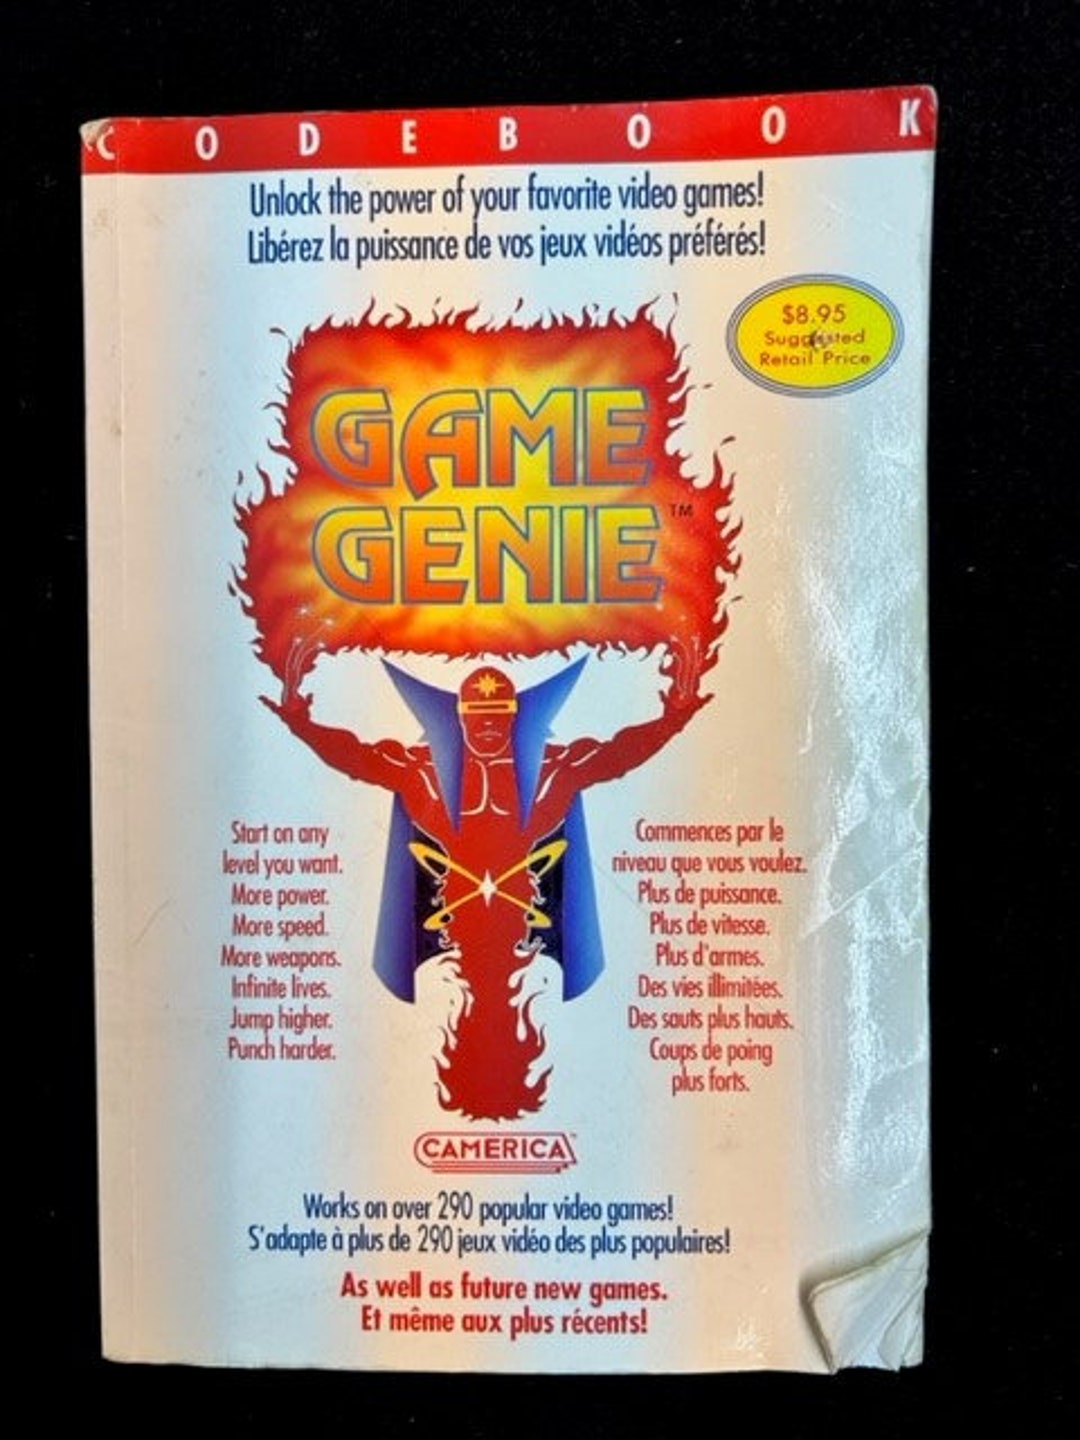 CODEBOOK
Unlock the power of your favorite video games!
Libérez la puissance de vos jeux vidéos préférés!
$8.95
Suggested
Retail Price
GAME
GENIE™
Start on any
level you want.
More power.
More speed.
More weapons.
Infinite lives.
Jump higher.
Punch harder.
Commences par le
niveau que vous voulez.
Plus de puissance.
Plus de vitesse.
Plus d'armes.
Des vies illimitées.
Des sauts plus hauts.
Coups de poing
plus forts.
CAMERICA™
Works on over 290 popular video games!
S'adapte à plus de 290 jeux vidéo des plus populaires!
As well as future new games.
Et même aux plus récents!